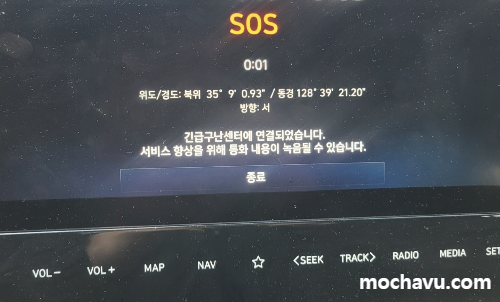 SOS
0:01
위도/경도: 북위 35° 9' 0.93" / 동경 128° 39' 21.20"
방향: 서
긴급구난센터에 연결되었습니다.
서비스 향상을 위해 통화 내용이 녹음될 수 있습니다.
종료
VOL− VOL+ MAP NAV ☆ <SEEK TRACK> RADIO MEDIA SET
mochavu.com